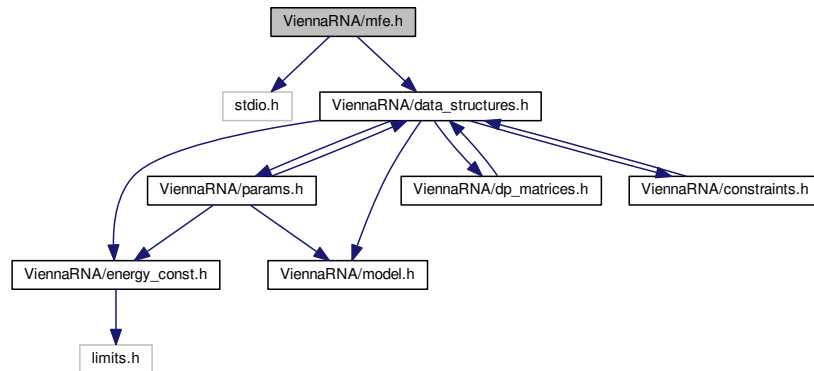 ViennaRNA/mfe.h
stdio.h
ViennaRNA/data_structures.h
ViennaRNA/params.h
ViennaRNA/dp_matrices.h
ViennaRNA/constraints.h
ViennaRNA/energy_const.h
ViennaRNA/model.h
limits.h